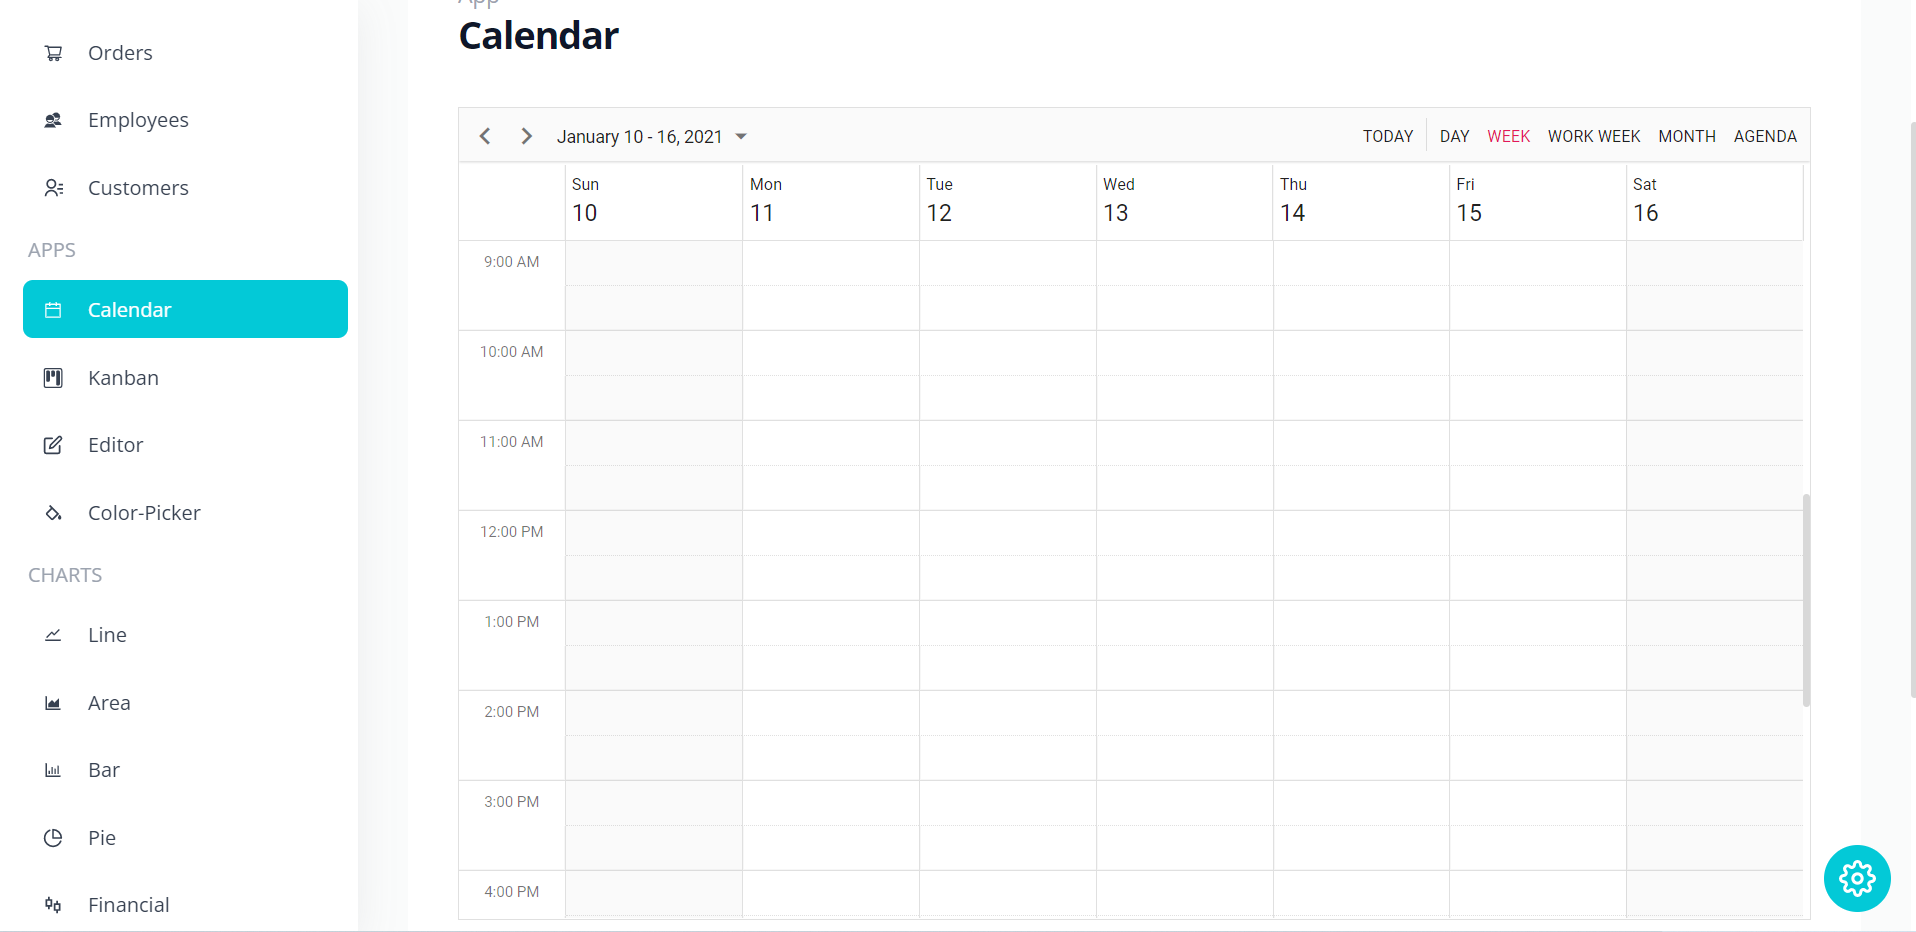 Orders
Employees
Customers
APPS
Calendar
Kanban
Editor
Color-Picker
CHARTS
Line
Area
Bar
Pie
Financial
App
Calendar
January 10 - 16, 2021
TODAY DAY WEEK WORK WEEK MONTH AGENDA
Sun Mon Tue Wed Thu Fri Sat
10 11 12 13 14 15 16
9:00 AM
10:00 AM
11:00 AM
12:00 PM
1:00 PM
2:00 PM
3:00 PM
4:00 PM